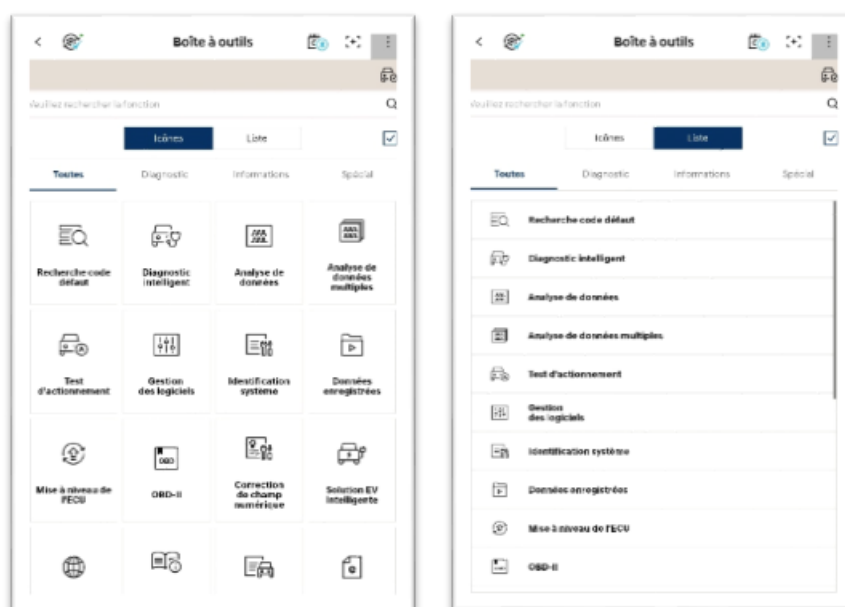 Boîte à outils
Veuillez rechercher la fonction
Icônes Liste
Toutes Diagnostic Informations Spécial
Recherche code
défaut
Diagnostic
intelligent
Analyse de
données
Analyse de
données
multiples
Test
d'actionnement
Gestion
des logiciels
Identification
système
Données
enregistrées
Mise à niveau de
l'ECU
OBD
OBD-II
Correction
de champ
numérique
Solution EV
intelligente
Boîte à outils
Veuillez rechercher la fonction
Icônes Liste
Toutes Diagnostic Informations Spécial
Recherche code défaut
Diagnostic intelligent
Analyse de données
Analyse de données multiples
Test d'actionnement
Gestion
des logiciels
Identification système
Données enregistrées
Mise à niveau de l'ECU
OBD-II